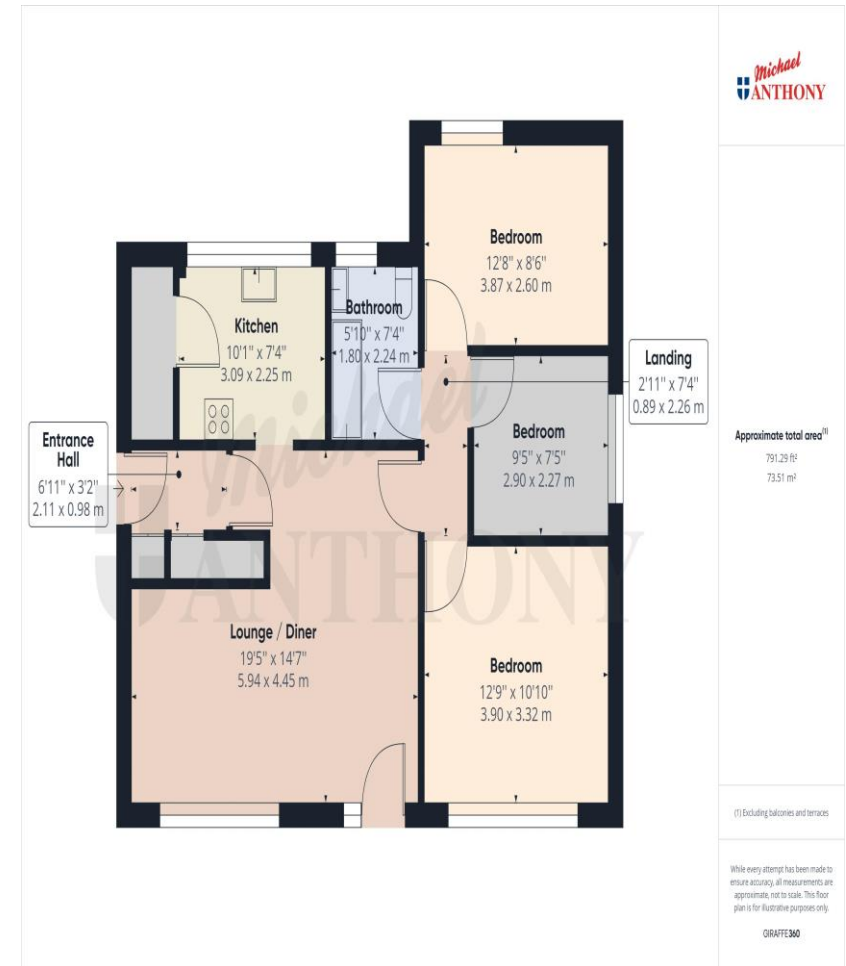 Michael
ANTHONY
Bedroom
12'8" x 8'6"
3.87 x 2.60 m
Kitchen
10'1" x 7'4"
3.09 x 2.25 m
Bathroom
5'10" x 7'4"
1.80 x 2.24 m
Landing
2'11" x 7'4"
0.89 x 2.26 m
Entrance
Hall
6'11" x 3'2"
2.11 x 0.98 m
Bedroom
9'5" x 7'5"
2.90 x 2.27 m
Lounge / Diner
19'5" x 14'7"
5.94 x 4.45 m
Bedroom
12'9" x 10'10"
3.90 x 3.32 m
Michael
ANTHONY
Approximate total area(1)
791.29 ft²
73.51 m²
(1) Excluding balconies and terraces
While every attempt has been made to
ensure accuracy, all measurements are
approximate, not to scale. This floor
plan is for illustrative purposes only.
GIRAFFE360